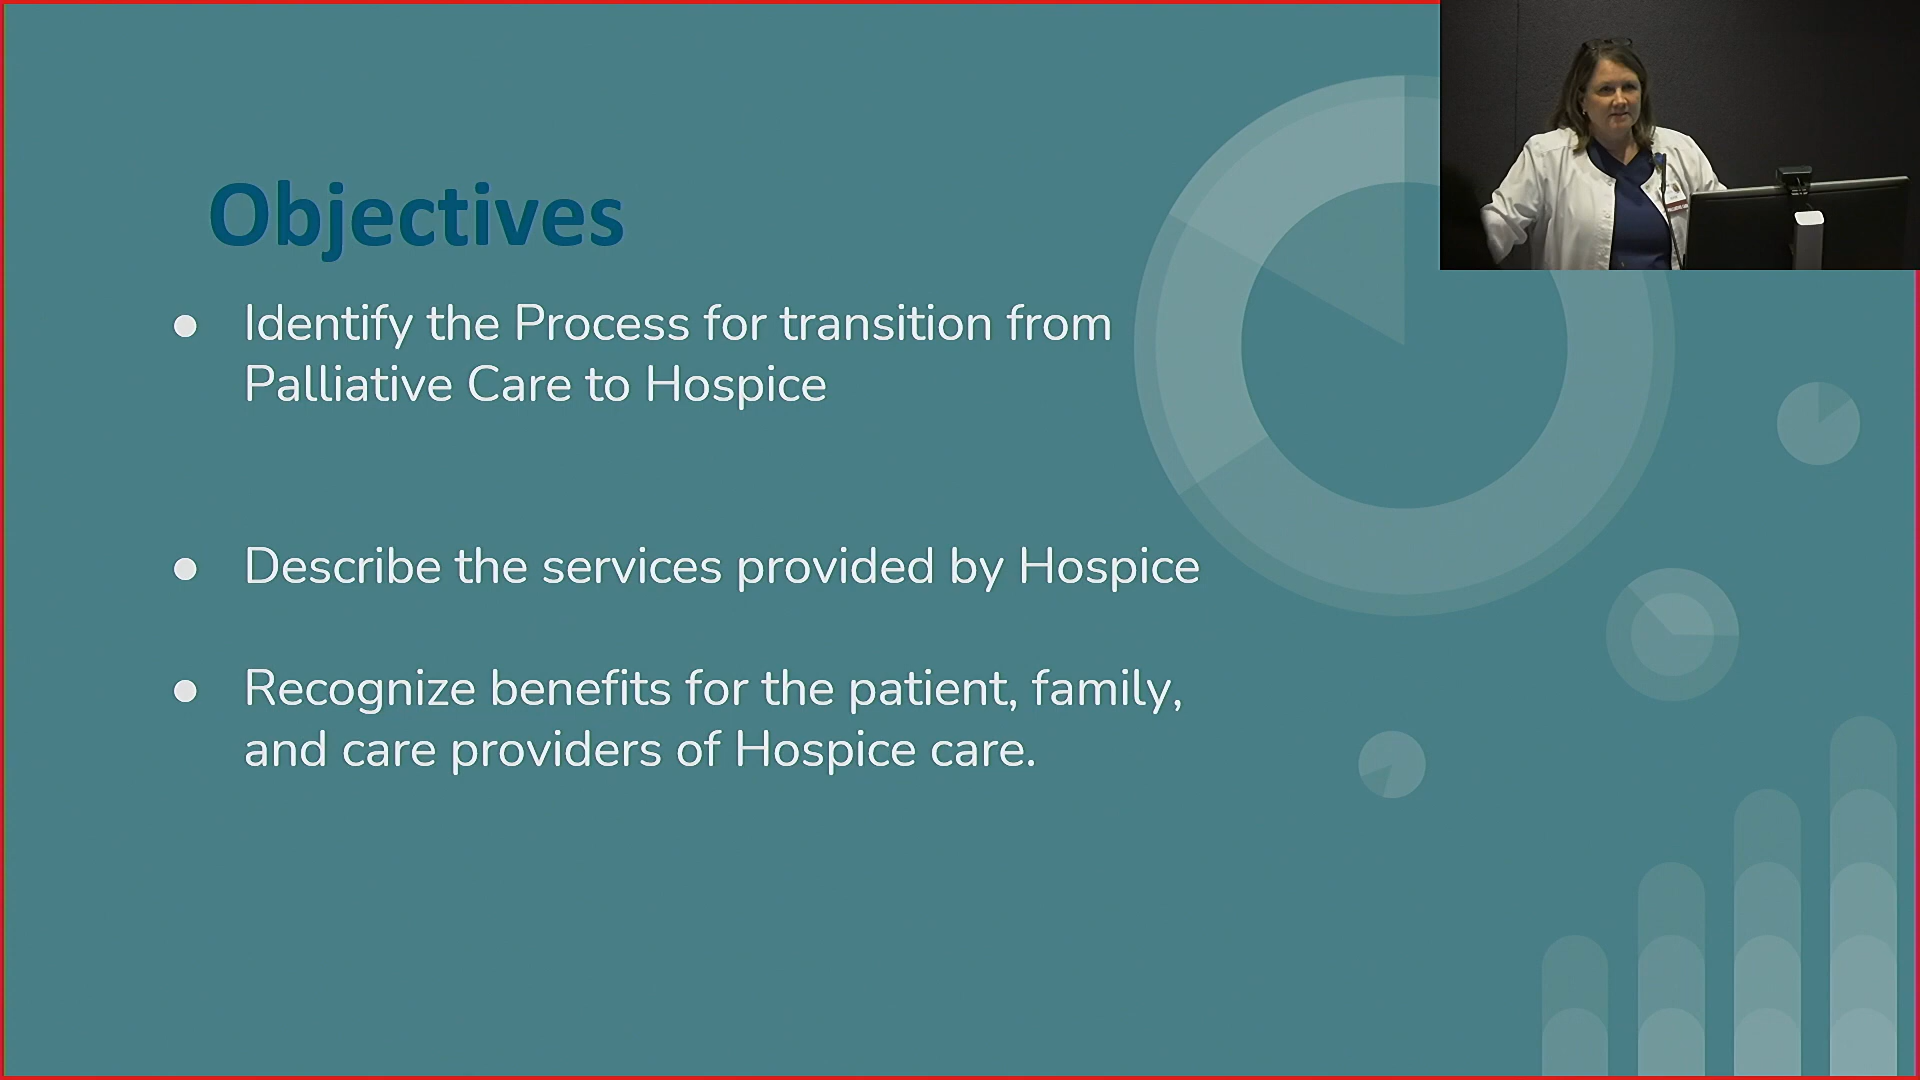 Objectives
● Identify the Process for transition from
Palliative Care to Hospice
● Describe the services provided by Hospice
● Recognize benefits for the patient, family,
and care providers of Hospice care.